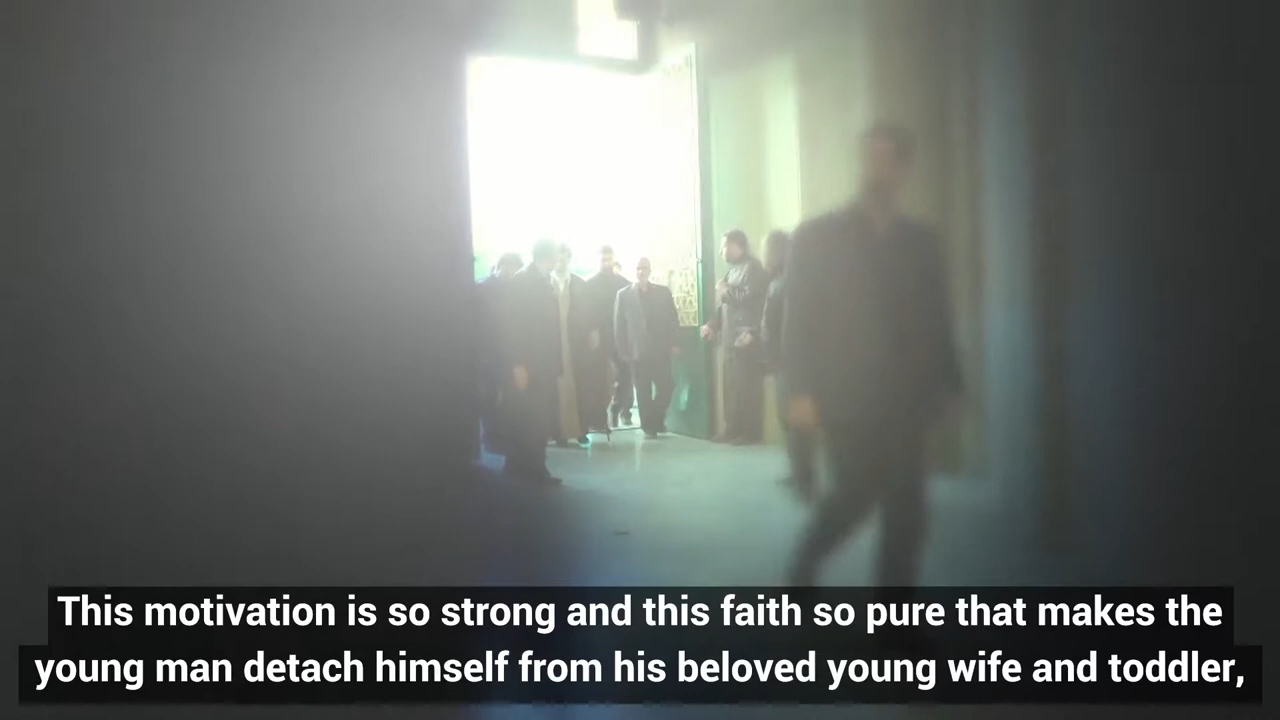 This motivation is so strong and this faith so pure that makes the
young man detach himself from his beloved young wife and toddler,